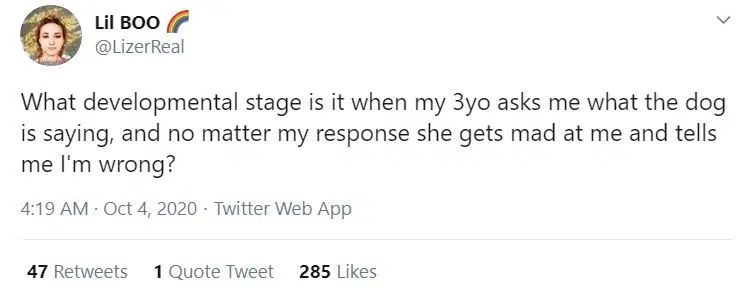 Lil BOO 🌈
@LizerReal
What developmental stage is it when my 3yo asks me what the dog
is saying, and no matter my response she gets mad at me and tells
me I'm wrong?
4:19 AM · Oct 4, 2020 · Twitter Web App
47 Retweets 1 Quote Tweet 285 Likes